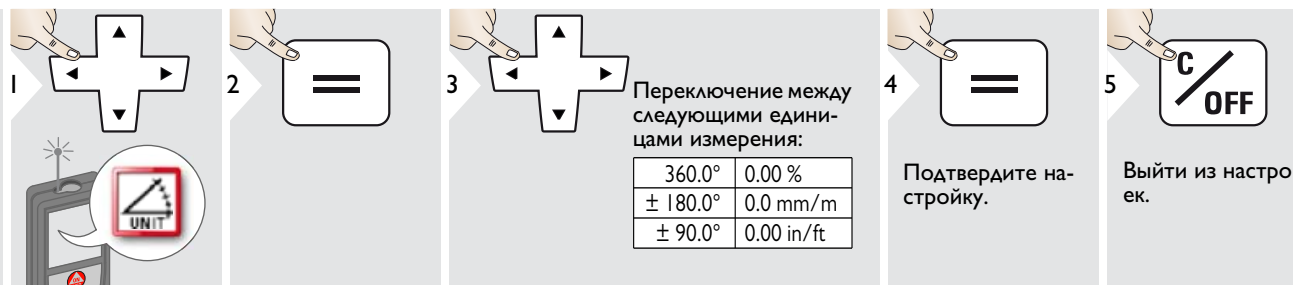 1
UNIT
2
=
3
Переключение между
следующими едини-
цами измерения:
360.0° 0.00 %
± 180.0° 0.0 mm/m
± 90.0° 0.00 in/ft
4
=
Подтвердите на-
стройку.
5
C/OFF
Выйти из настро
ек.